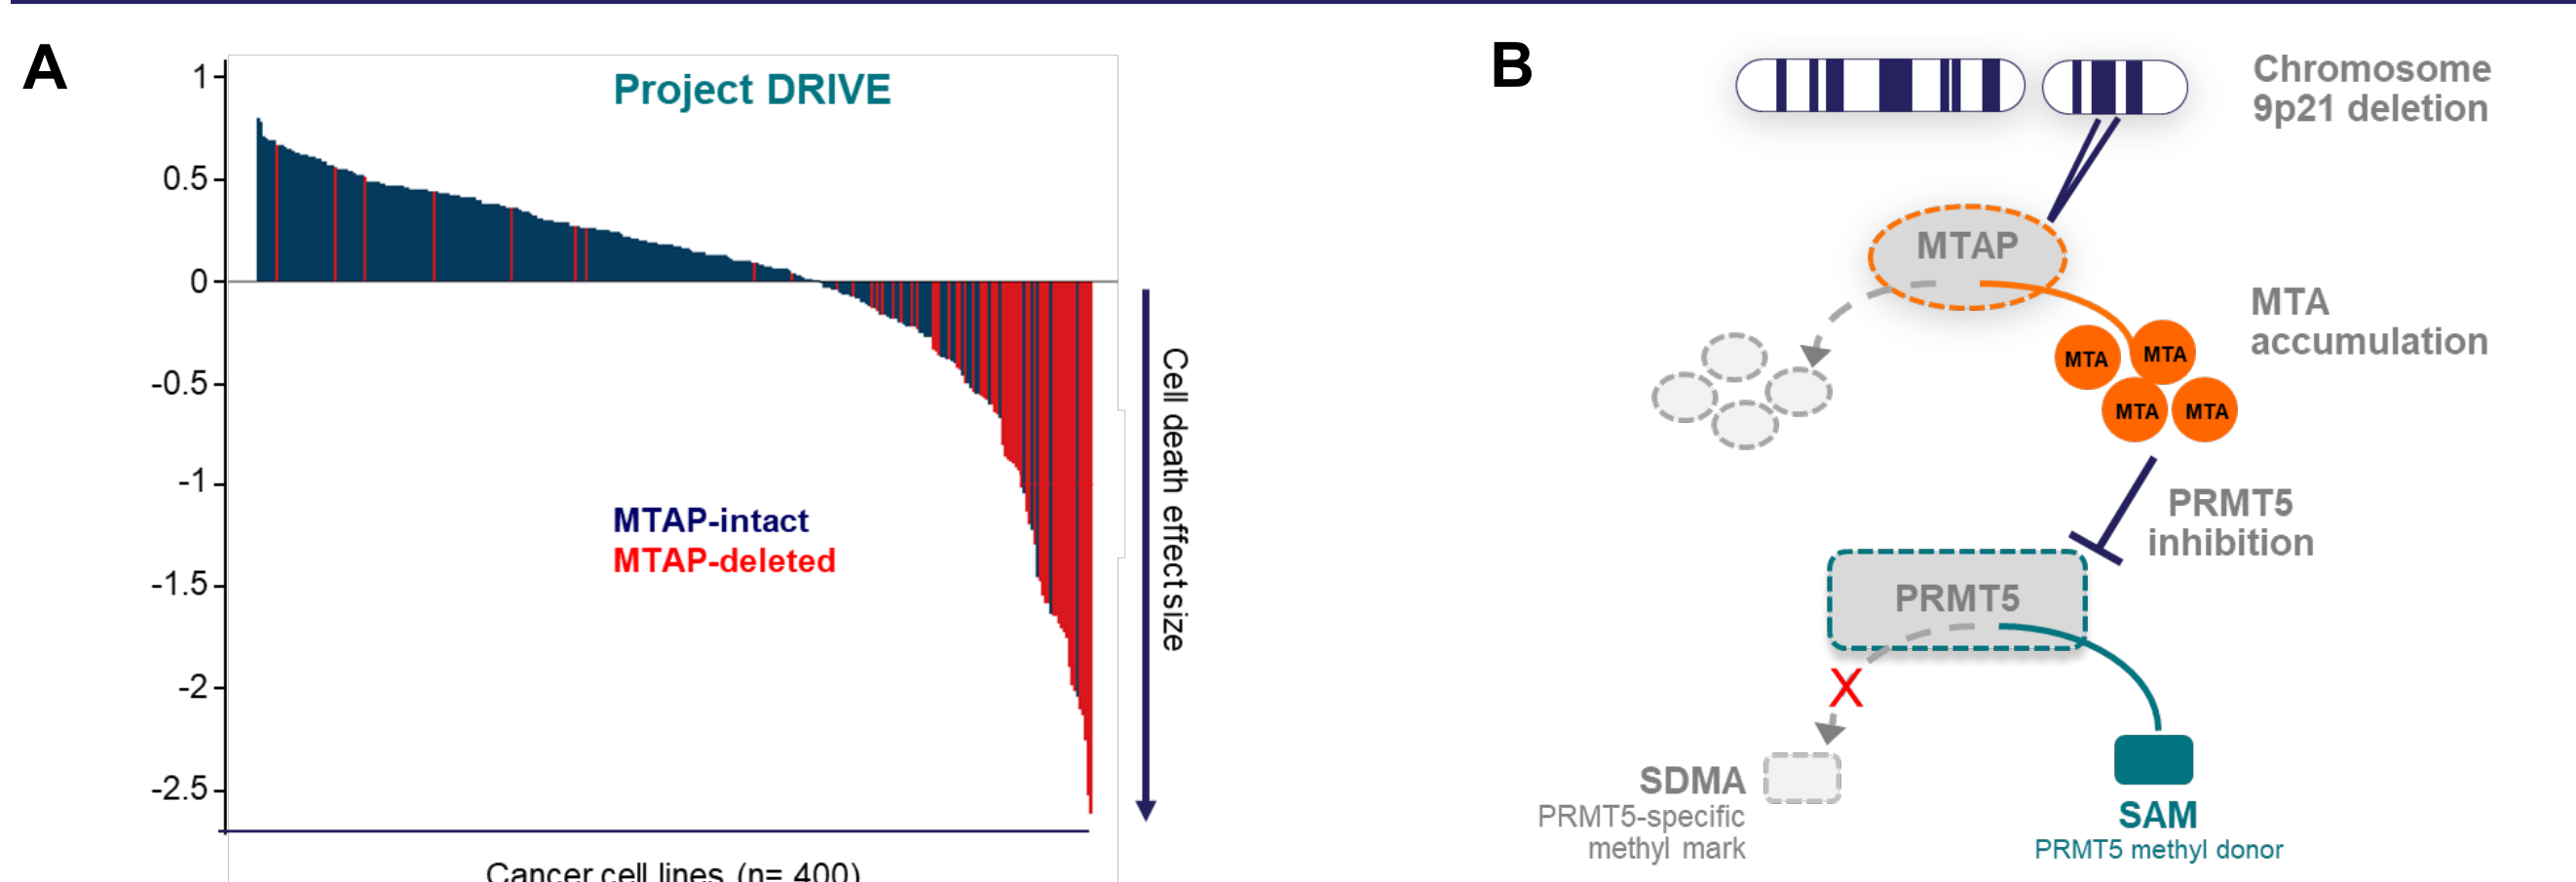 A
Project DRIVE
1
0.5
0
-0.5
-1
-1.5
-2
-2.5
MTAP-intact
MTAP-deleted
Cell death effect size
Cancer cell lines (n= 400)
B
Chromosome
9p21 deletion
MTAP
MTA
accumulation
MTA
MTA
MTA
MTA
PRMT5
inhibition
PRMT5
X
SDMA
PRMT5-specific
methyl mark
SAM
PRMT5 methyl donor